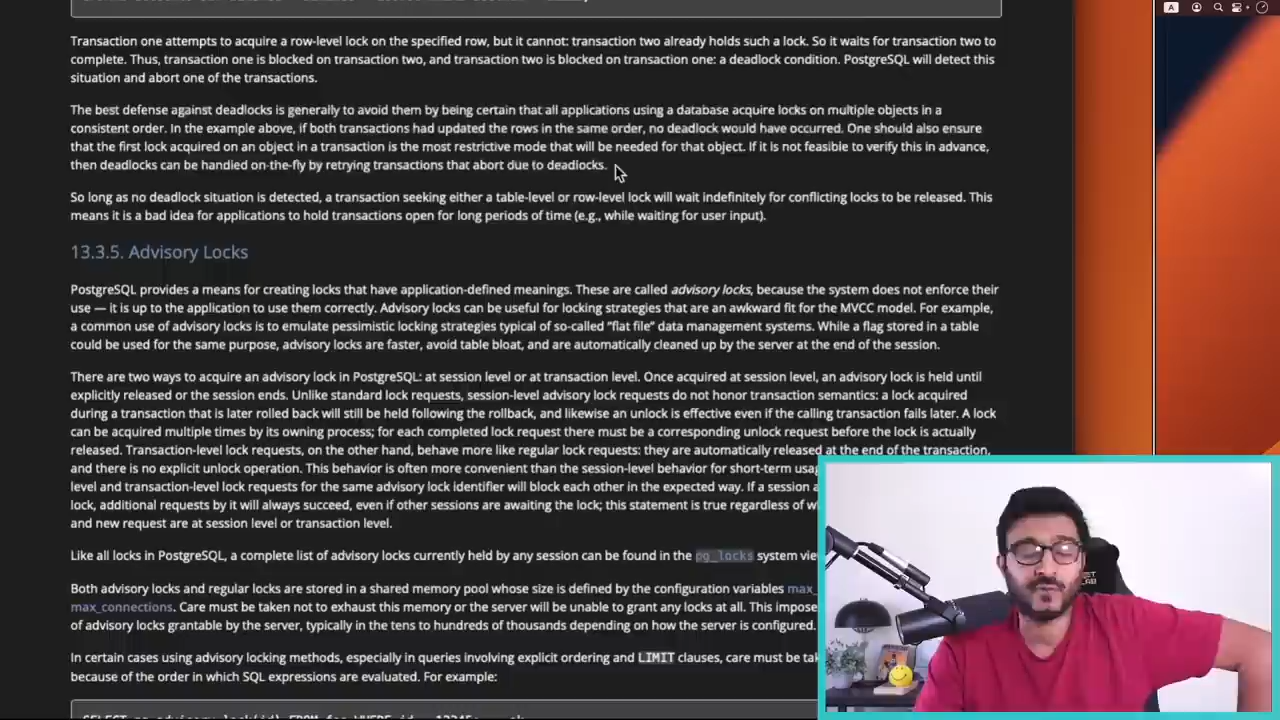 Transaction one attempts to acquire a row-level lock on the specified row, but it cannot: transaction two already holds such a lock. So it waits for transaction two to
complete. Thus, transaction one is blocked on transaction two, and transaction two is blocked on transaction one: a deadlock condition. PostgreSQL will detect this
situation and abort one of the transactions.
The best defense against deadlocks is generally to avoid them by being certain that all applications using a database acquire locks on multiple objects in a
consistent order. In the example above, if both transactions had updated the rows in the same order, no deadlock would have occurred. One should also ensure
that the first lock acquired on an object in a transaction is the most restrictive mode that will be needed for that object. If it is not feasible to verify this in advance,
then deadlocks can be handled on-the-fly by retrying transactions that abort due to deadlocks.
So long as no deadlock situation is detected, a transaction seeking either a table-level or row-level lock will wait indefinitely for conflicting locks to be released. This
means it is a bad idea for applications to hold transactions open for long periods of time (e.g., while waiting for user input).
13.3.5. Advisory Locks
PostgreSQL provides a means for creating locks that have application-defined meanings. These are called advisory locks, because the system does not enforce their
use — it is up to the application to use them correctly. Advisory locks can be useful for locking strategies that are an awkward fit for the MVCC model. For example,
a common use of advisory locks is to emulate pessimistic locking strategies typical of so-called "flat file" data management systems. While a flag stored in a table
could be used for the same purpose, advisory locks are faster, avoid table bloat, and are automatically cleaned up by the server at the end of the session.
There are two ways to acquire an advisory lock in PostgreSQL: at session level or at transaction level. Once acquired at session level, an advisory lock is held until
explicitly released or the session ends. Unlike standard lock requests, session-level advisory lock requests do not honor transaction semantics: a lock acquired
during a transaction that is later rolled back will still be held following the rollback, and likewise an unlock is effective even if the calling transaction fails later. A lock
can be acquired multiple times by its owning process; for each completed lock request there must be a corresponding unlock request before the lock is actually
released. Transaction-level lock requests, on the other hand, behave more like regular lock requests: they are automatically released at the end of the transaction,
and there is no explicit unlock operation. This behavior is often more convenient than the session-level behavior for short-term usag
level and transaction-level lock requests for the same advisory lock identifier will block each other in the expected way. If a session a
lock, additional requests by it will always succeed, even if other sessions are awaiting the lock; this statement is true regardless of w
and new request are at session level or transaction level.
Like all locks in PostgreSQL, a complete list of advisory locks currently held by any session can be found in the pg_locks system vie
Both advisory locks and regular locks are stored in a shared memory pool whose size is defined by the configuration variables max_
max_connections. Care must be taken not to exhaust this memory or the server will be unable to grant any locks at all. This impose
of advisory locks grantable by the server, typically in the tens to hundreds of thousands depending on how the server is configured.
In certain cases using advisory locking methods, especially in queries involving explicit ordering and LIMIT clauses, care must be tak
because of the order in which SQL expressions are evaluated. For example: